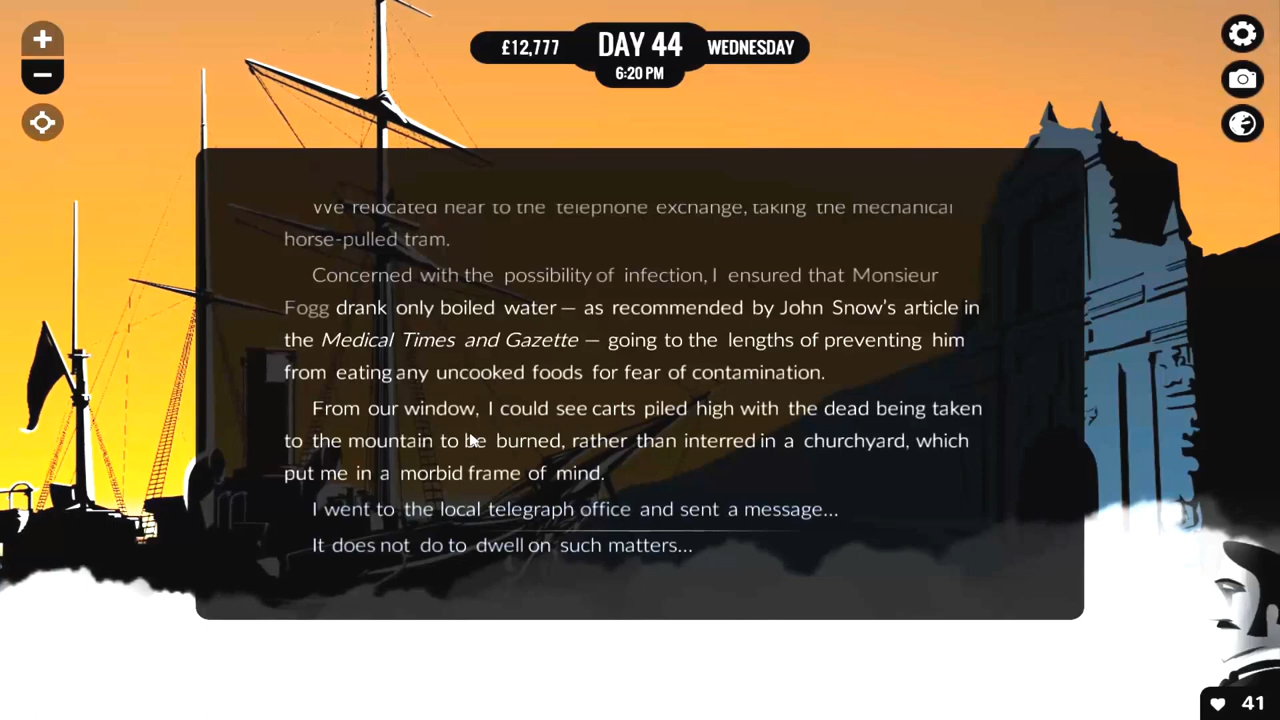 £12,777
DAY 44
WEDNESDAY
6:20 PM
We relocated near to the telephone exchange, taking the mechanical
horse-pulled tram.
Concerned with the possibility of infection, I ensured that Monsieur
Fogg drank only boiled water — as recommended by John Snow's article in
the Medical Times and Gazette — going to the lengths of preventing him
from eating any uncooked foods for fear of contamination.
From our window, I could see carts piled high with the dead being taken
to the mountain to be burned, rather than interred in a churchyard, which
put me in a morbid frame of mind.
I went to the local telegraph office and sent a message...
It does not do to dwell on such matters...
41